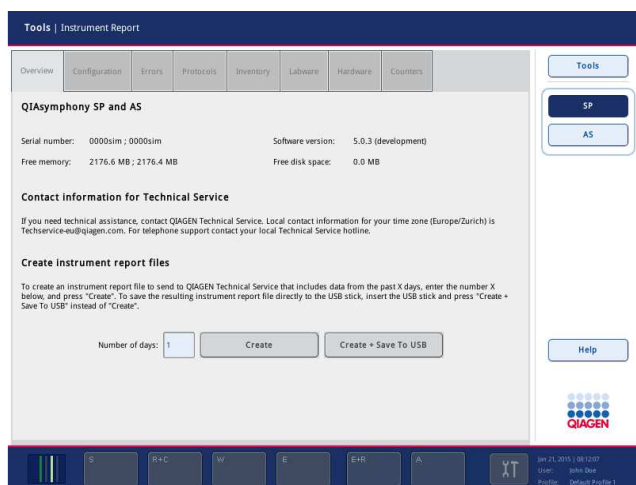 Tools | Instrument Report
Overview
Configuration
Errors
Protocols
Inventory
Labware
Hardware
Counters
Tools
SP
AS
QIAsymphony SP and AS
Serial number: 0000sim ; 0000sim
Software version: 5.0.3 (development)
Free memory: 2176.6 MB ; 2176.4 MB
Free disk space: 0.0 MB
Contact information for Technical Service
If you need technical assistance, contact QIAGEN Technical Service. Local contact information for your time zone (Europe/Zurich) is
Techservice-eu@qiagen.com. For telephone support contact your local Technical Service hotline.
Create instrument report files
To create an instrument report file to send to QIAGEN Technical Service that includes data from the past X days, enter the number X
below, and press "Create". To save the resulting instrument report file directly to the USB stick, insert the USB stick and press "Create +
Save To USB" instead of "Create".
Number of days: 1
Create
Create + Save To USB
Help
QIAGEN
S
R+C
W
E
E+R
A
Jan 21, 2015 | 08:12:07
User: John Doe
Profile: Default Profile 1